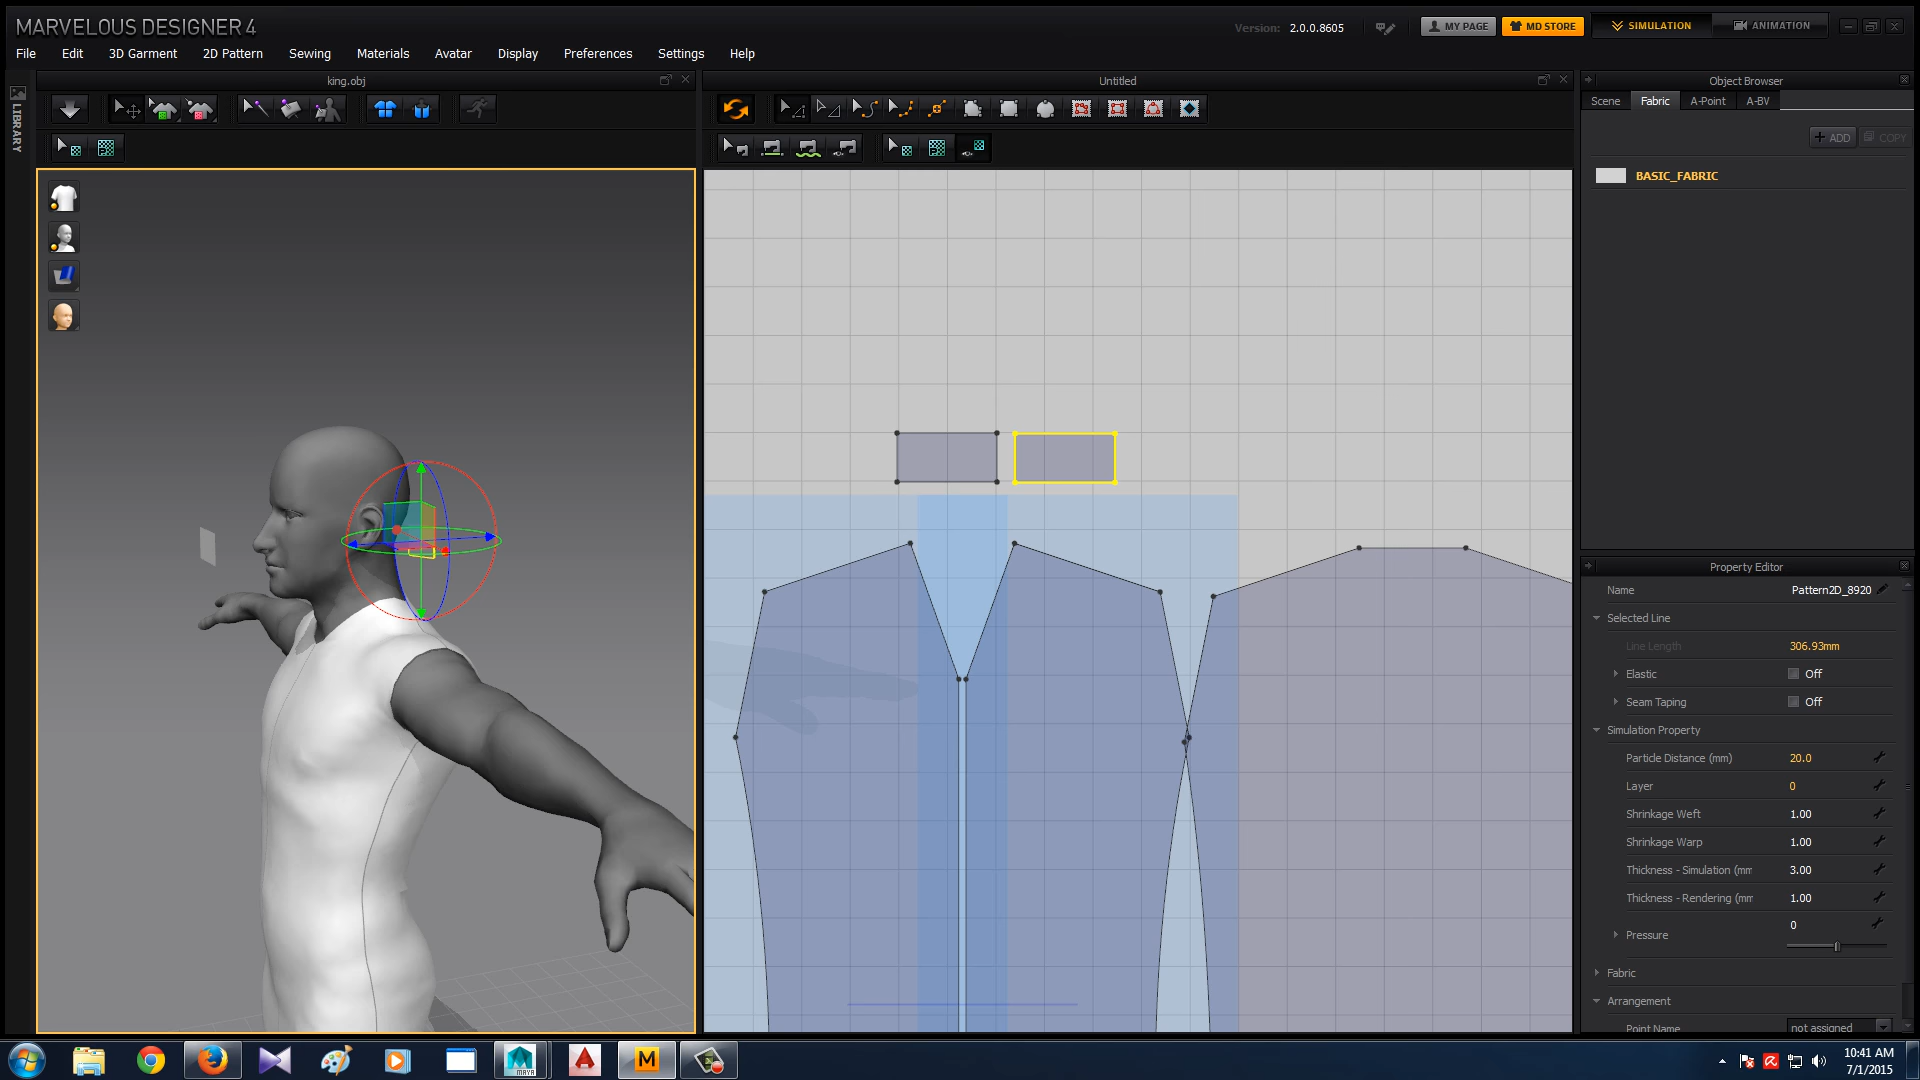 MARVELOUS DESIGNER 4
Version: 2.0.0.8605
MY PAGE
MD STORE
SIMULATION
ANIMATION
File Edit 3D Garment 2D Pattern Sewing Materials Avatar Display Preferences Settings Help
LIBRARY
king.obj
Untitled
Object Browser
Scene Fabric A-Point A-BV
+ ADD COPY
BASIC_FABRIC
Property Editor
Name Pattern2D_8920
Selected Line
Line Length 306.93mm
Elastic Off
Seam Taping Off
Simulation Property
Particle Distance (mm) 20.0
Layer 0
Shrinkage Weft 1.00
Shrinkage Warp 1.00
Thickness - Simulation (mm 3.00
Thickness - Rendering (mm 1.00
0
Pressure
Fabric
Arrangement
Point Name not assigned
MAYA
M
10:41 AM
7/1/2015